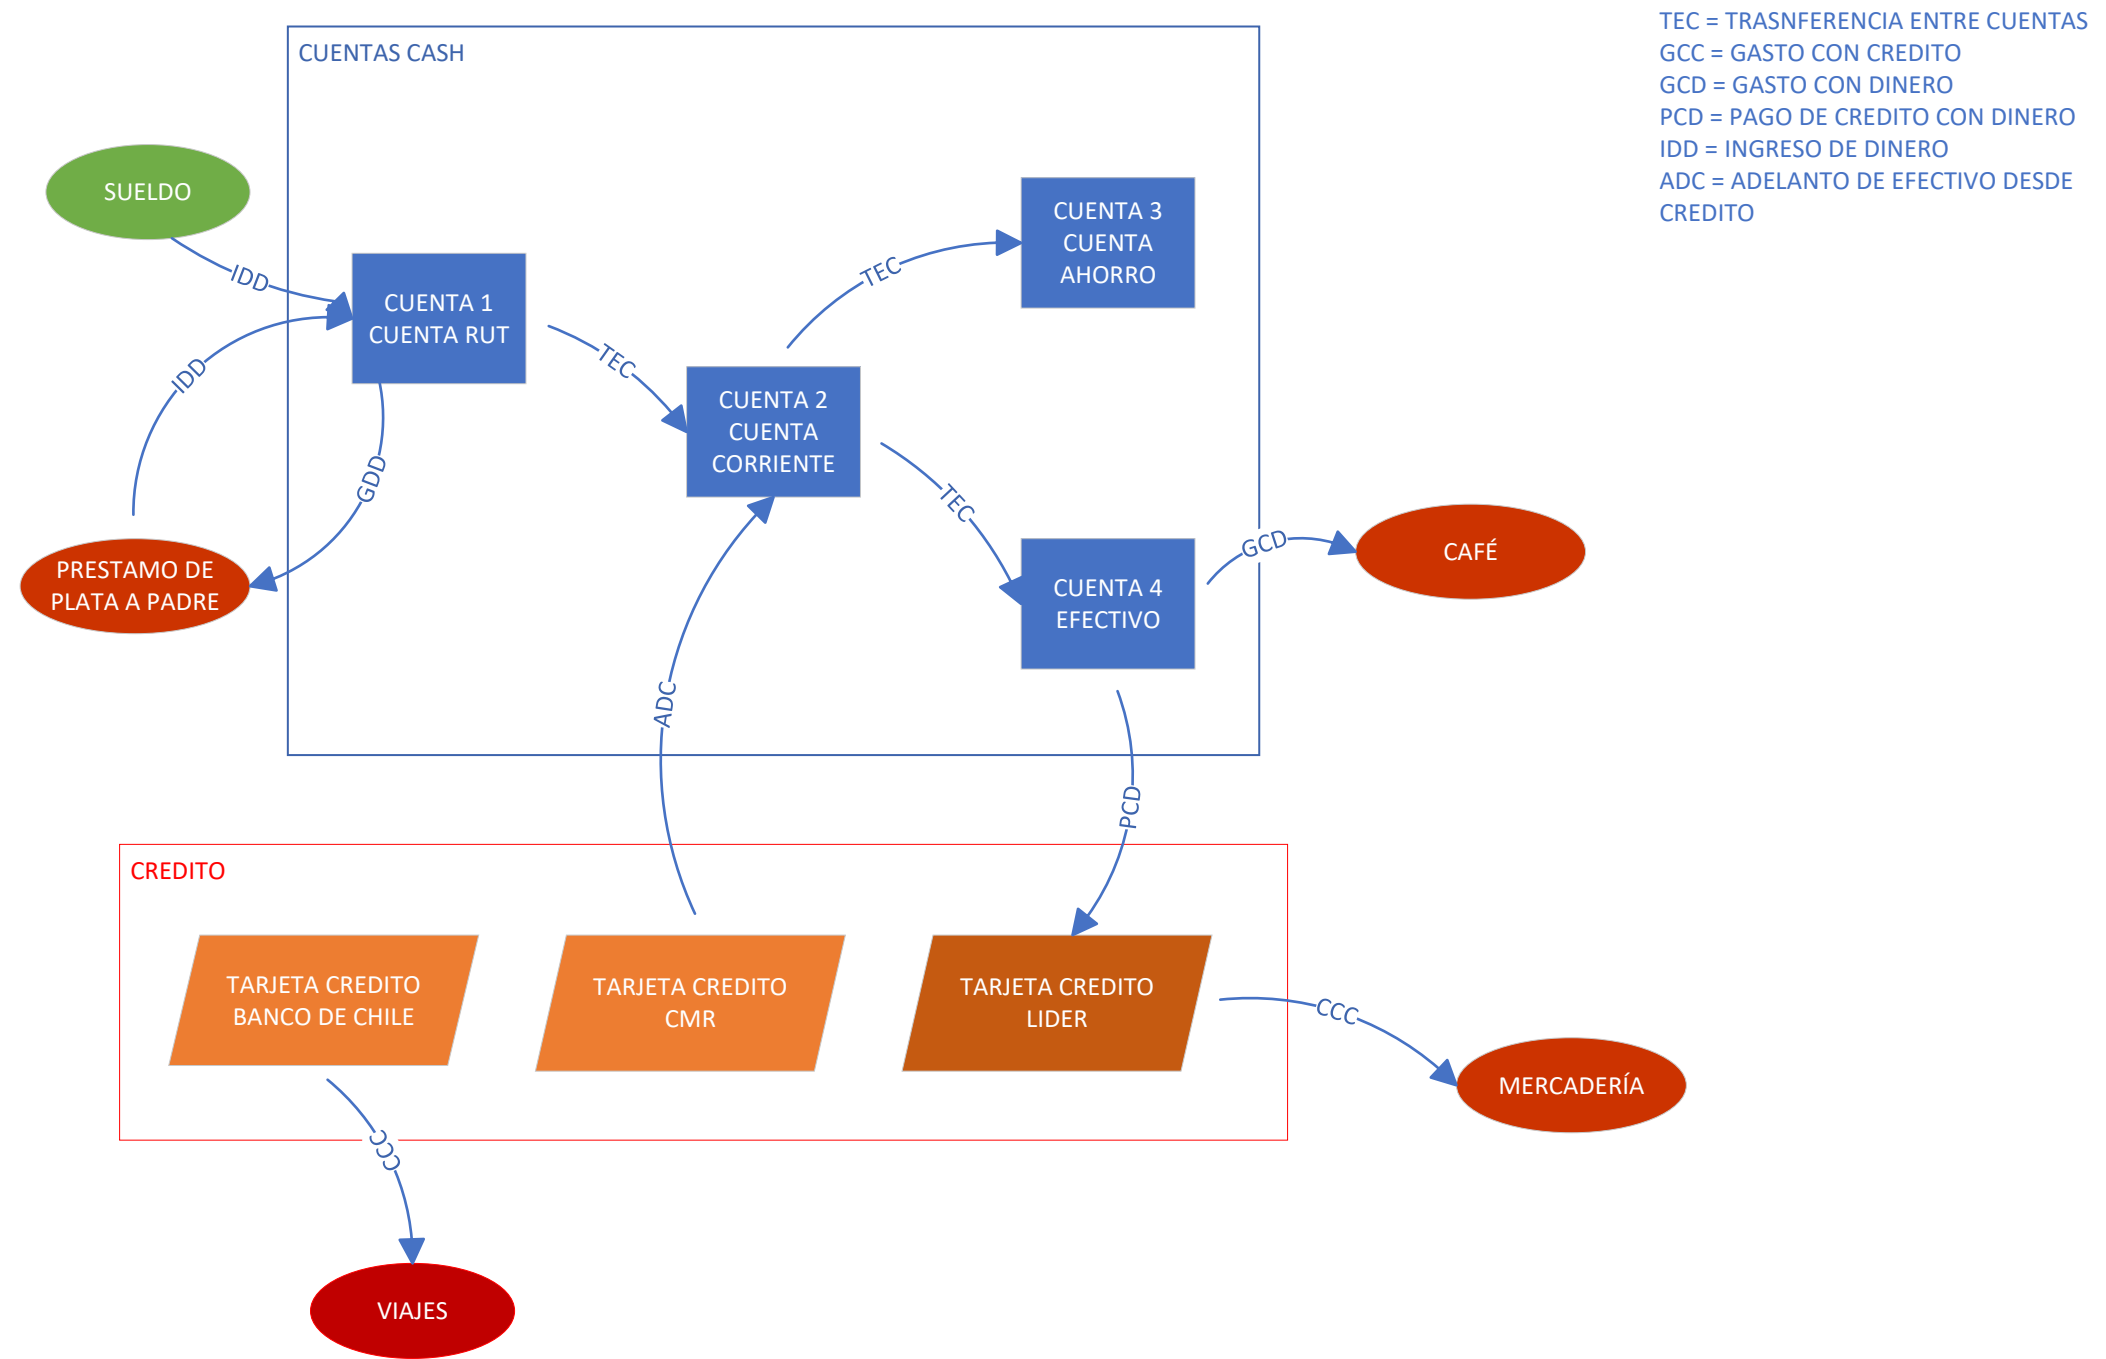 TEC = TRASNFERENCIA ENTRE CUENTAS
GCC = GASTO CON CREDITO
GCD = GASTO CON DINERO
PCD = PAGO DE CREDITO CON DINERO
IDD = INGRESO DE DINERO
ADC = ADELANTO DE EFECTIVO DESDE
CREDITO
CUENTAS CASH
SUELDO
IDD
CUENTA 1
CUENTA RUT
IDD
GDD
PRESTAMO DE
PLATA A PADRE
TEC
CUENTA 2
CUENTA
CORRIENTE
TEC
CUENTA 3
CUENTA
AHORRO
TEC
CUENTA 4
EFECTIVO
GCD
CAFÉ
ADC
PCD
CREDITO
TARJETA CREDITO
BANCO DE CHILE
TARJETA CREDITO
CMR
TARJETA CREDITO
LIDER
CCC
MERCADERÍA
CCC
VIAJES